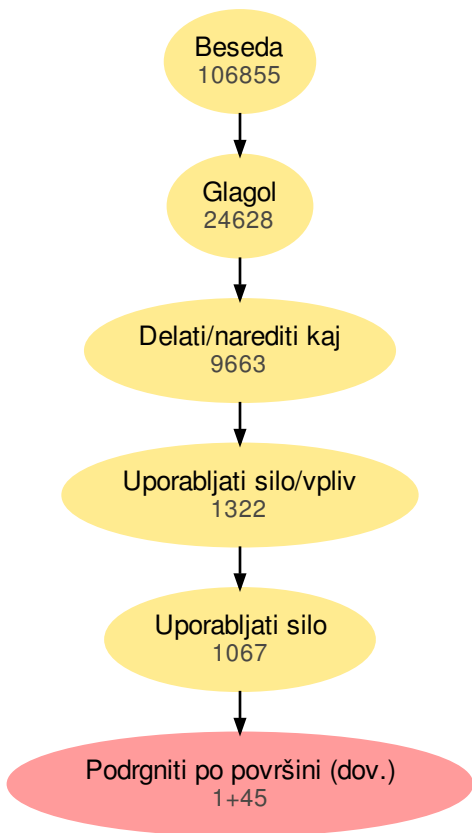 Beseda
106855
Glagol
24628
Delati/narediti kaj
9663
Uporabljati silo/vpliv
1322
Uporabljati silo
1067
Podrgniti po površini (dov.)
1+45